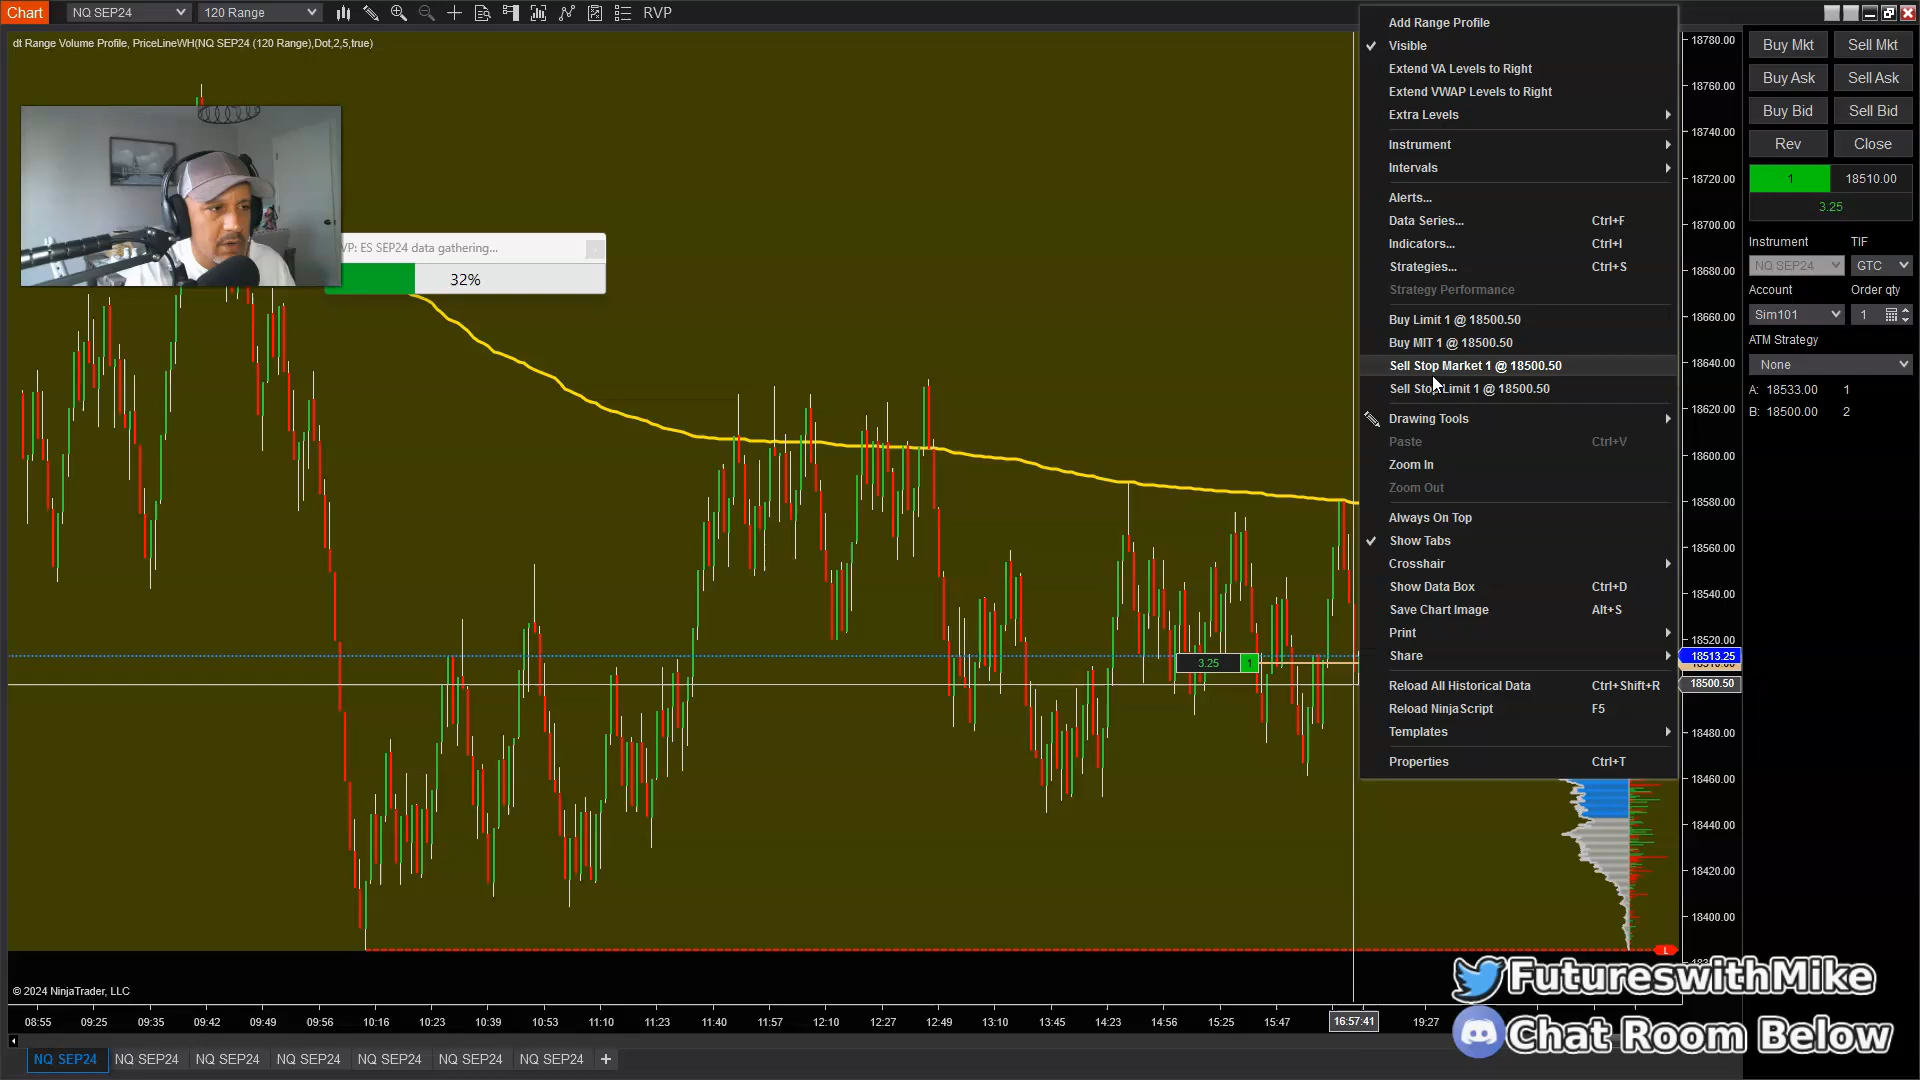 Chart
NQ SEP24
120 Range
RVP
dt Range Volume Profile, PriceLineWH(NQ SEP24 (120 Range),Dot,2,5,true)
VP: ES SEP24 data gathering...
32%
Add Range Profile
Visible
Extend VA Levels to Right
Extend VWAP Levels to Right
Extra Levels
Instrument
Intervals
Alerts...
Data Series... Ctrl+F
Indicators... Ctrl+I
Strategies... Ctrl+S
Strategy Performance
Buy Limit 1 @ 18500.50
Buy MIT 1 @ 18500.50
Sell Stop Market 1 @ 18500.50
Sell Stop Limit 1 @ 18500.50
Drawing Tools
Paste Ctrl+V
Zoom In
Zoom Out
Always On Top
Show Tabs
Crosshair
Show Data Box Ctrl+D
Save Chart Image Alt+S
Print
Share
Reload All Historical Data Ctrl+Shift+R
Reload NinjaScript F5
Templates
Properties Ctrl+T
18780.00
18760.00
18740.00
18720.00
18700.00
18680.00
18660.00
18640.00
18620.00
18600.00
18580.00
18560.00
18540.00
18520.00
18513.25
18500.50
18480.00
18460.00
18440.00
18420.00
18400.00
Buy Mkt Sell Mkt
Buy Ask Sell Ask
Buy Bid Sell Bid
Rev Close
1 18510.00
3.25
Instrument TIF
NQ SEP24 GTC
Account Order qty
Sim101 1
ATM Strategy
None
A: 18533.00 1
B: 18500.00 2
3.25 1
L
© 2024 NinjaTrader, LLC
08:55 09:25 09:35 09:42 09:49 09:56 10:16 10:23 10:39 10:53 11:10 11:23 11:40 11:57 12:10 12:27 12:49 13:10 13:45 14:23 14:56 15:25 15:47 16:57:41 19:27
NQ SEP24 NQ SEP24 NQ SEP24 NQ SEP24 NQ SEP24 NQ SEP24 NQ SEP24 +
FutureswithMike
Chat Room Below